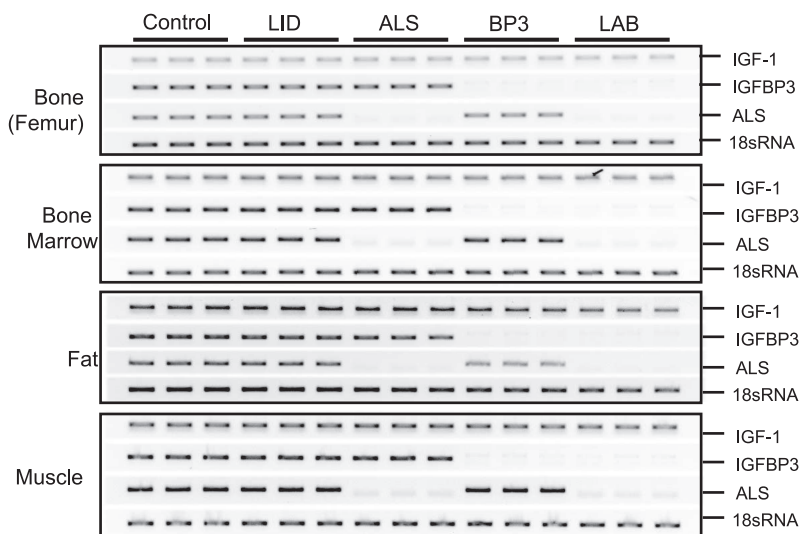 Control LID ALS BP3 LAB
Bone
(Femur)
IGF-1
IGFBP3
ALS
18sRNA
Bone
Marrow
IGF-1
IGFBP3
ALS
18sRNA
Fat
IGF-1
IGFBP3
ALS
18sRNA
Muscle
IGF-1
IGFBP3
ALS
18sRNA